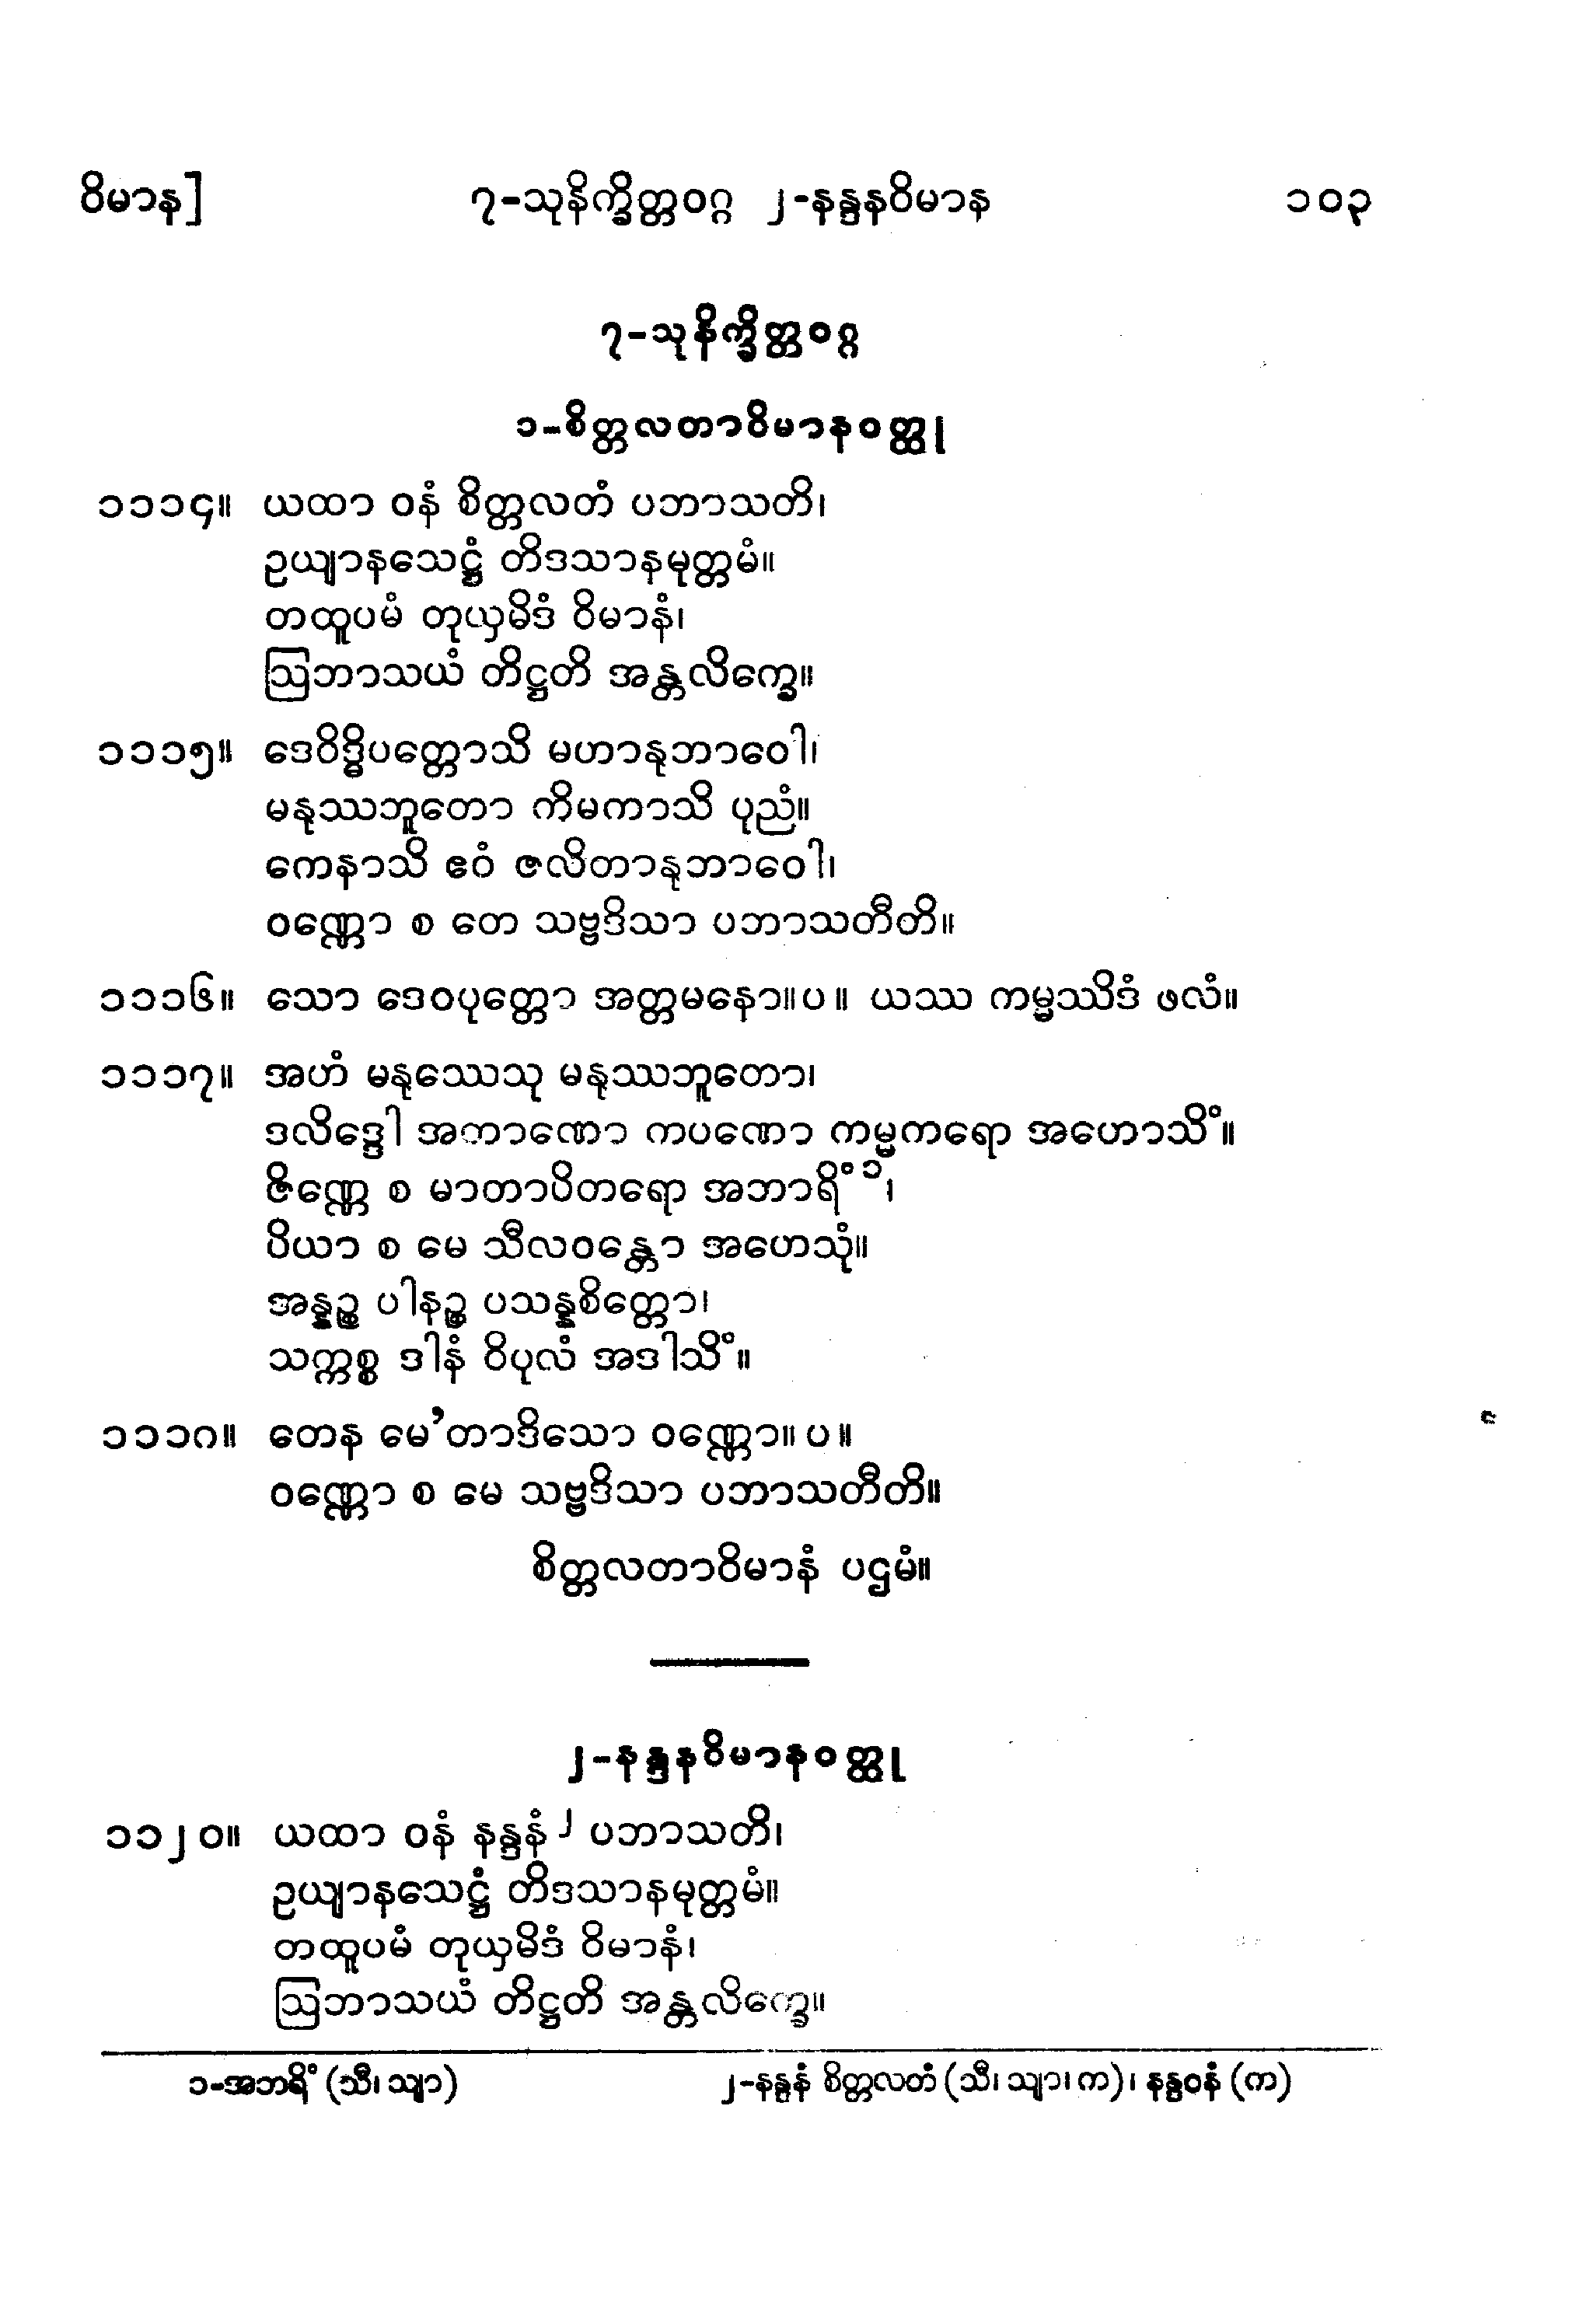 ဝိမာန]
၇-သုနိက္ခိတ္တဝဂ္ဂ ၂-နန္ဒနဝိမာန
၁၀၃
၇-သုနိက္ခိတ္တဝဂ္ဂ
၁-စိတ္တလတာဝိမာနဝတ္ထု
၁၁၁၄။ ယထာ ဝနံ စိတ္တလတံ ပဘာသတိ၊
ဥယျာနသေဋ္ဌံ တိဒသာနမုတ္တမံ။
တထူပမံ တုယှမိဒံ ဝိမာနံ၊
ဩဘာသယံ တိဋ္ဌတိ အန္တလိက္ခေ။
၁၁၁၅။ ဒေဝိဒ္ဓိပတ္တောသိ မဟာနုဘာဝေါ၊
မနုဿဘူတော ကိမကာသိ ပုညံ။
ကေနာသိ ဧဝံ ဇလိတာနုဘာဝေါ၊
ဝဏ္ဏော စ တေ သဗ္ဗဒိသာ ပဘာသတီတိ။
၁၁၁၆။ သော ဒေဝပုတ္တော အတ္တမနော။ပ။ ယဿ ကမ္မဿိဒံ ဖလံ။
၁၁၁၇။ အဟံ မနုဿေသု မနုဿဘူတော၊
ဒလိဒ္ဒေါ အတာဏော ကပဏော ကမ္မကရော အဟောသိံ။
ဇိဏ္ဏေ စ မာတာပိတရော အဘာရိံ ၁၊
ပိယာ စ မေ သီလဝန္တော အဟေသုံ။
အန္နဉ္စ ပါနဉ္စ ပသန္နစိတ္တော၊
သက္ကစ္စ ဒါနံ ဝိပုလံ အဒါသိံ။
၁၁၁၈။ တေန မေ’တာဒိသော ဝဏ္ဏော။ပ။
ဝဏ္ဏော စ မေ သဗ္ဗဒိသာ ပဘာသတီတိ။
စိတ္တလတာဝိမာနံ ပဌမံ။
၂-နန္ဒနဝိမာနဝတ္ထု
၁၁၂၀။ ယထာ ဝနံ နန္ဒနံ ၂ ပဘာသတိ၊
ဥယျာနသေဋ္ဌံ တိဒသာနမုတ္တမံ။
တထူပမံ တုယှမိဒံ ဝိမာနံ၊
ဩဘာသယံ တိဋ္ဌတိ အန္တလိက္ခေ။
၁-အဘရိံ (သီ၊ သျာ)
၂-နန္ဒနံ စိတ္တလတံ (သီ၊ သျာ၊ က)၊ နန္ဒဝနံ (က)